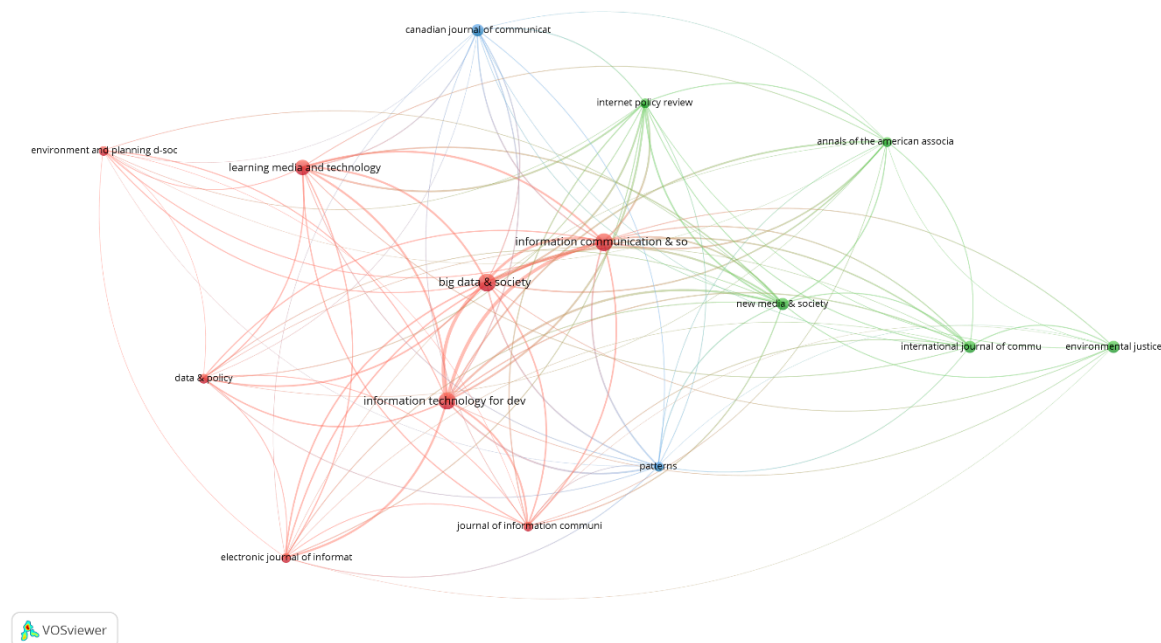 canadian journal of communicat
internet policy review
annals of the american associa
environment and planning d-soc
learning media and technology
information communication & so
big data & society
new media & society
international journal of commu
environmental justice
data & policy
information technology for dev
patterns
journal of information communi
electronic journal of informat
VOSviewer